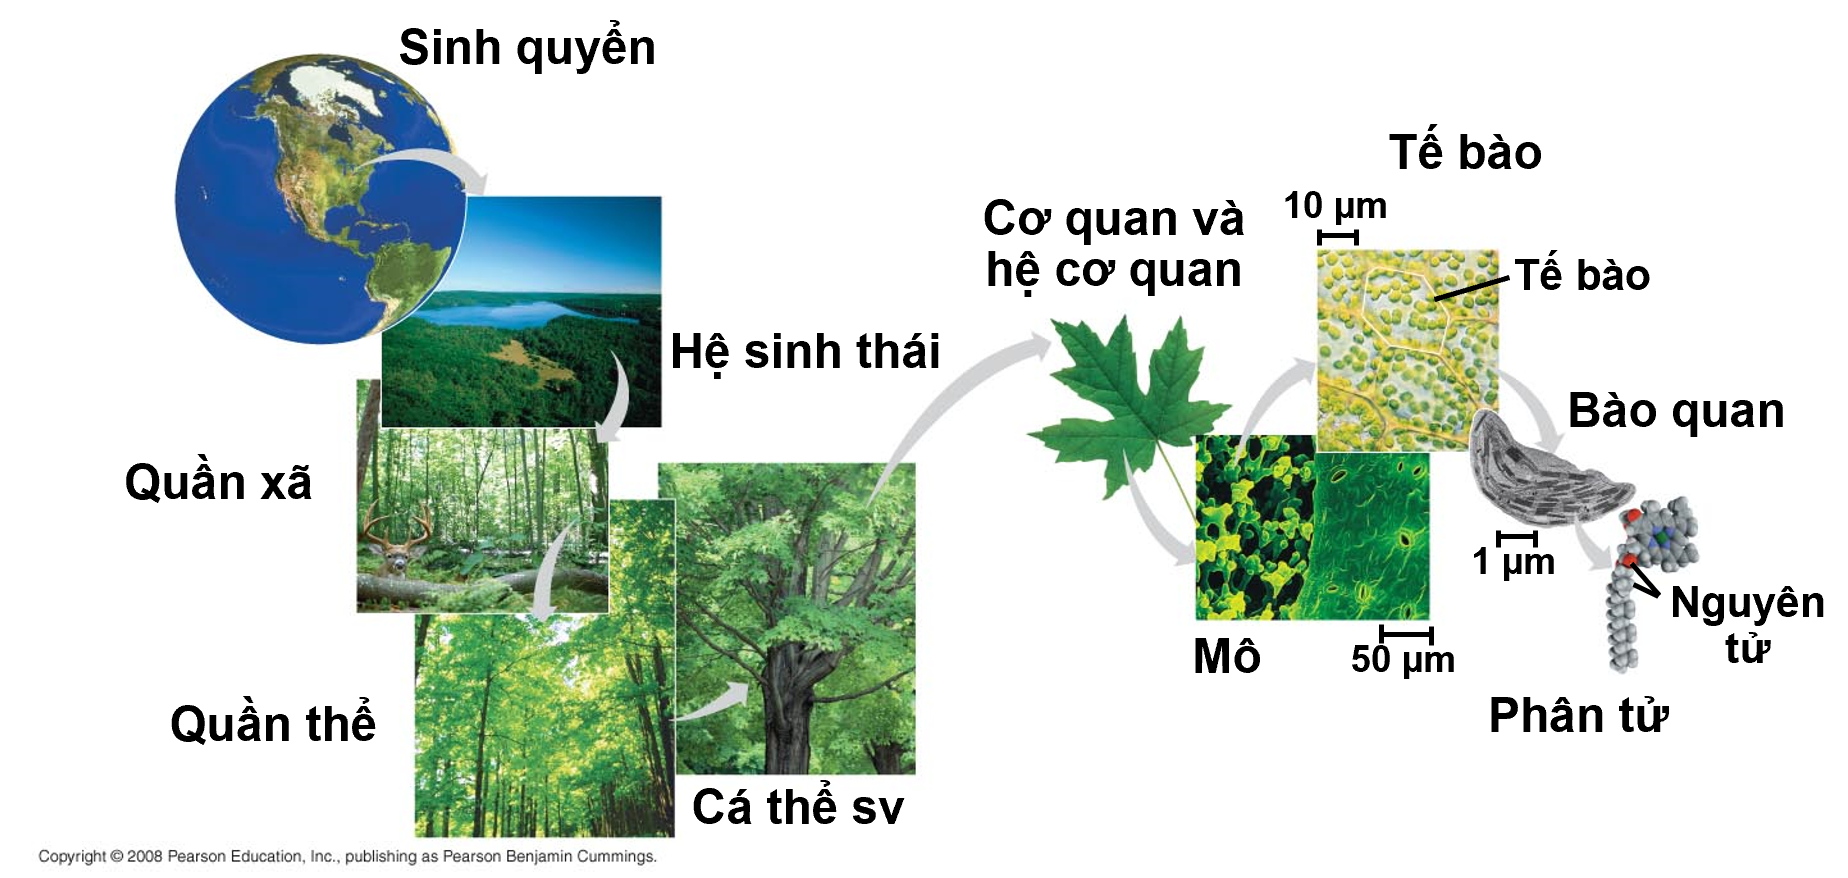 Sinh quyển
Hệ sinh thái
Quần xã
Quần thể
Cá thể sv
Cơ quan và
hệ cơ quan
Mô
50 µm
Tế bào
10 µm
Tế bào
Bào quan
1 µm
Nguyên
tử
Phân tử
Copyright © 2008 Pearson Education, Inc., publishing as Pearson Benjamin Cummings.